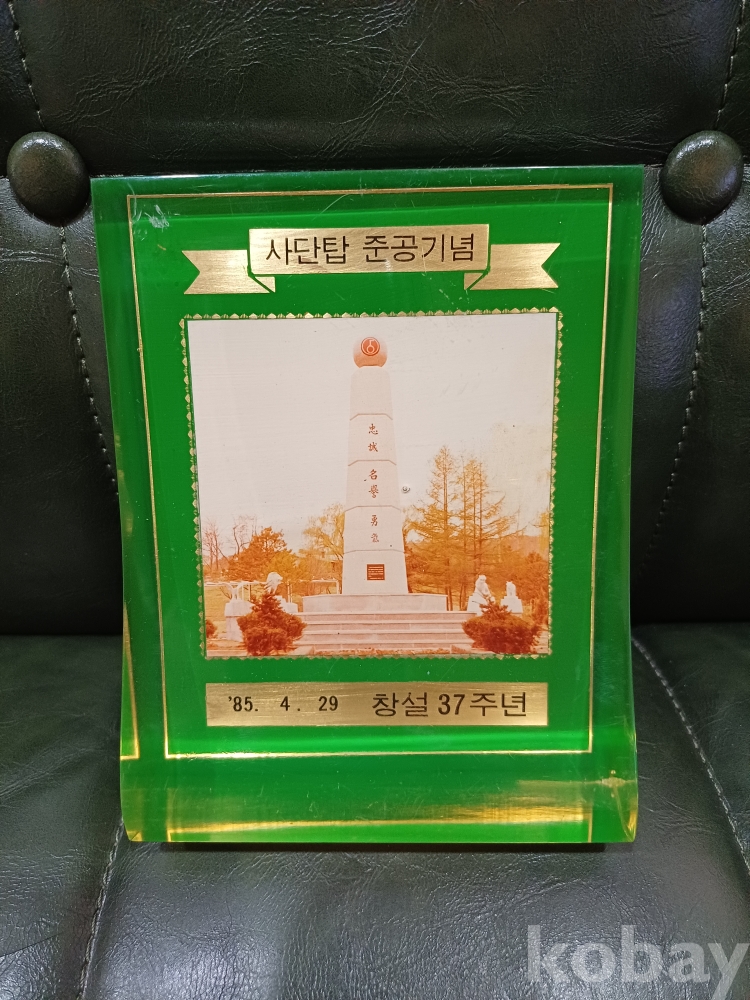 사단탑 준공기념
忠
誠
名
譽
勇
氣
'85. 4. 29 창설 37주년
kobay